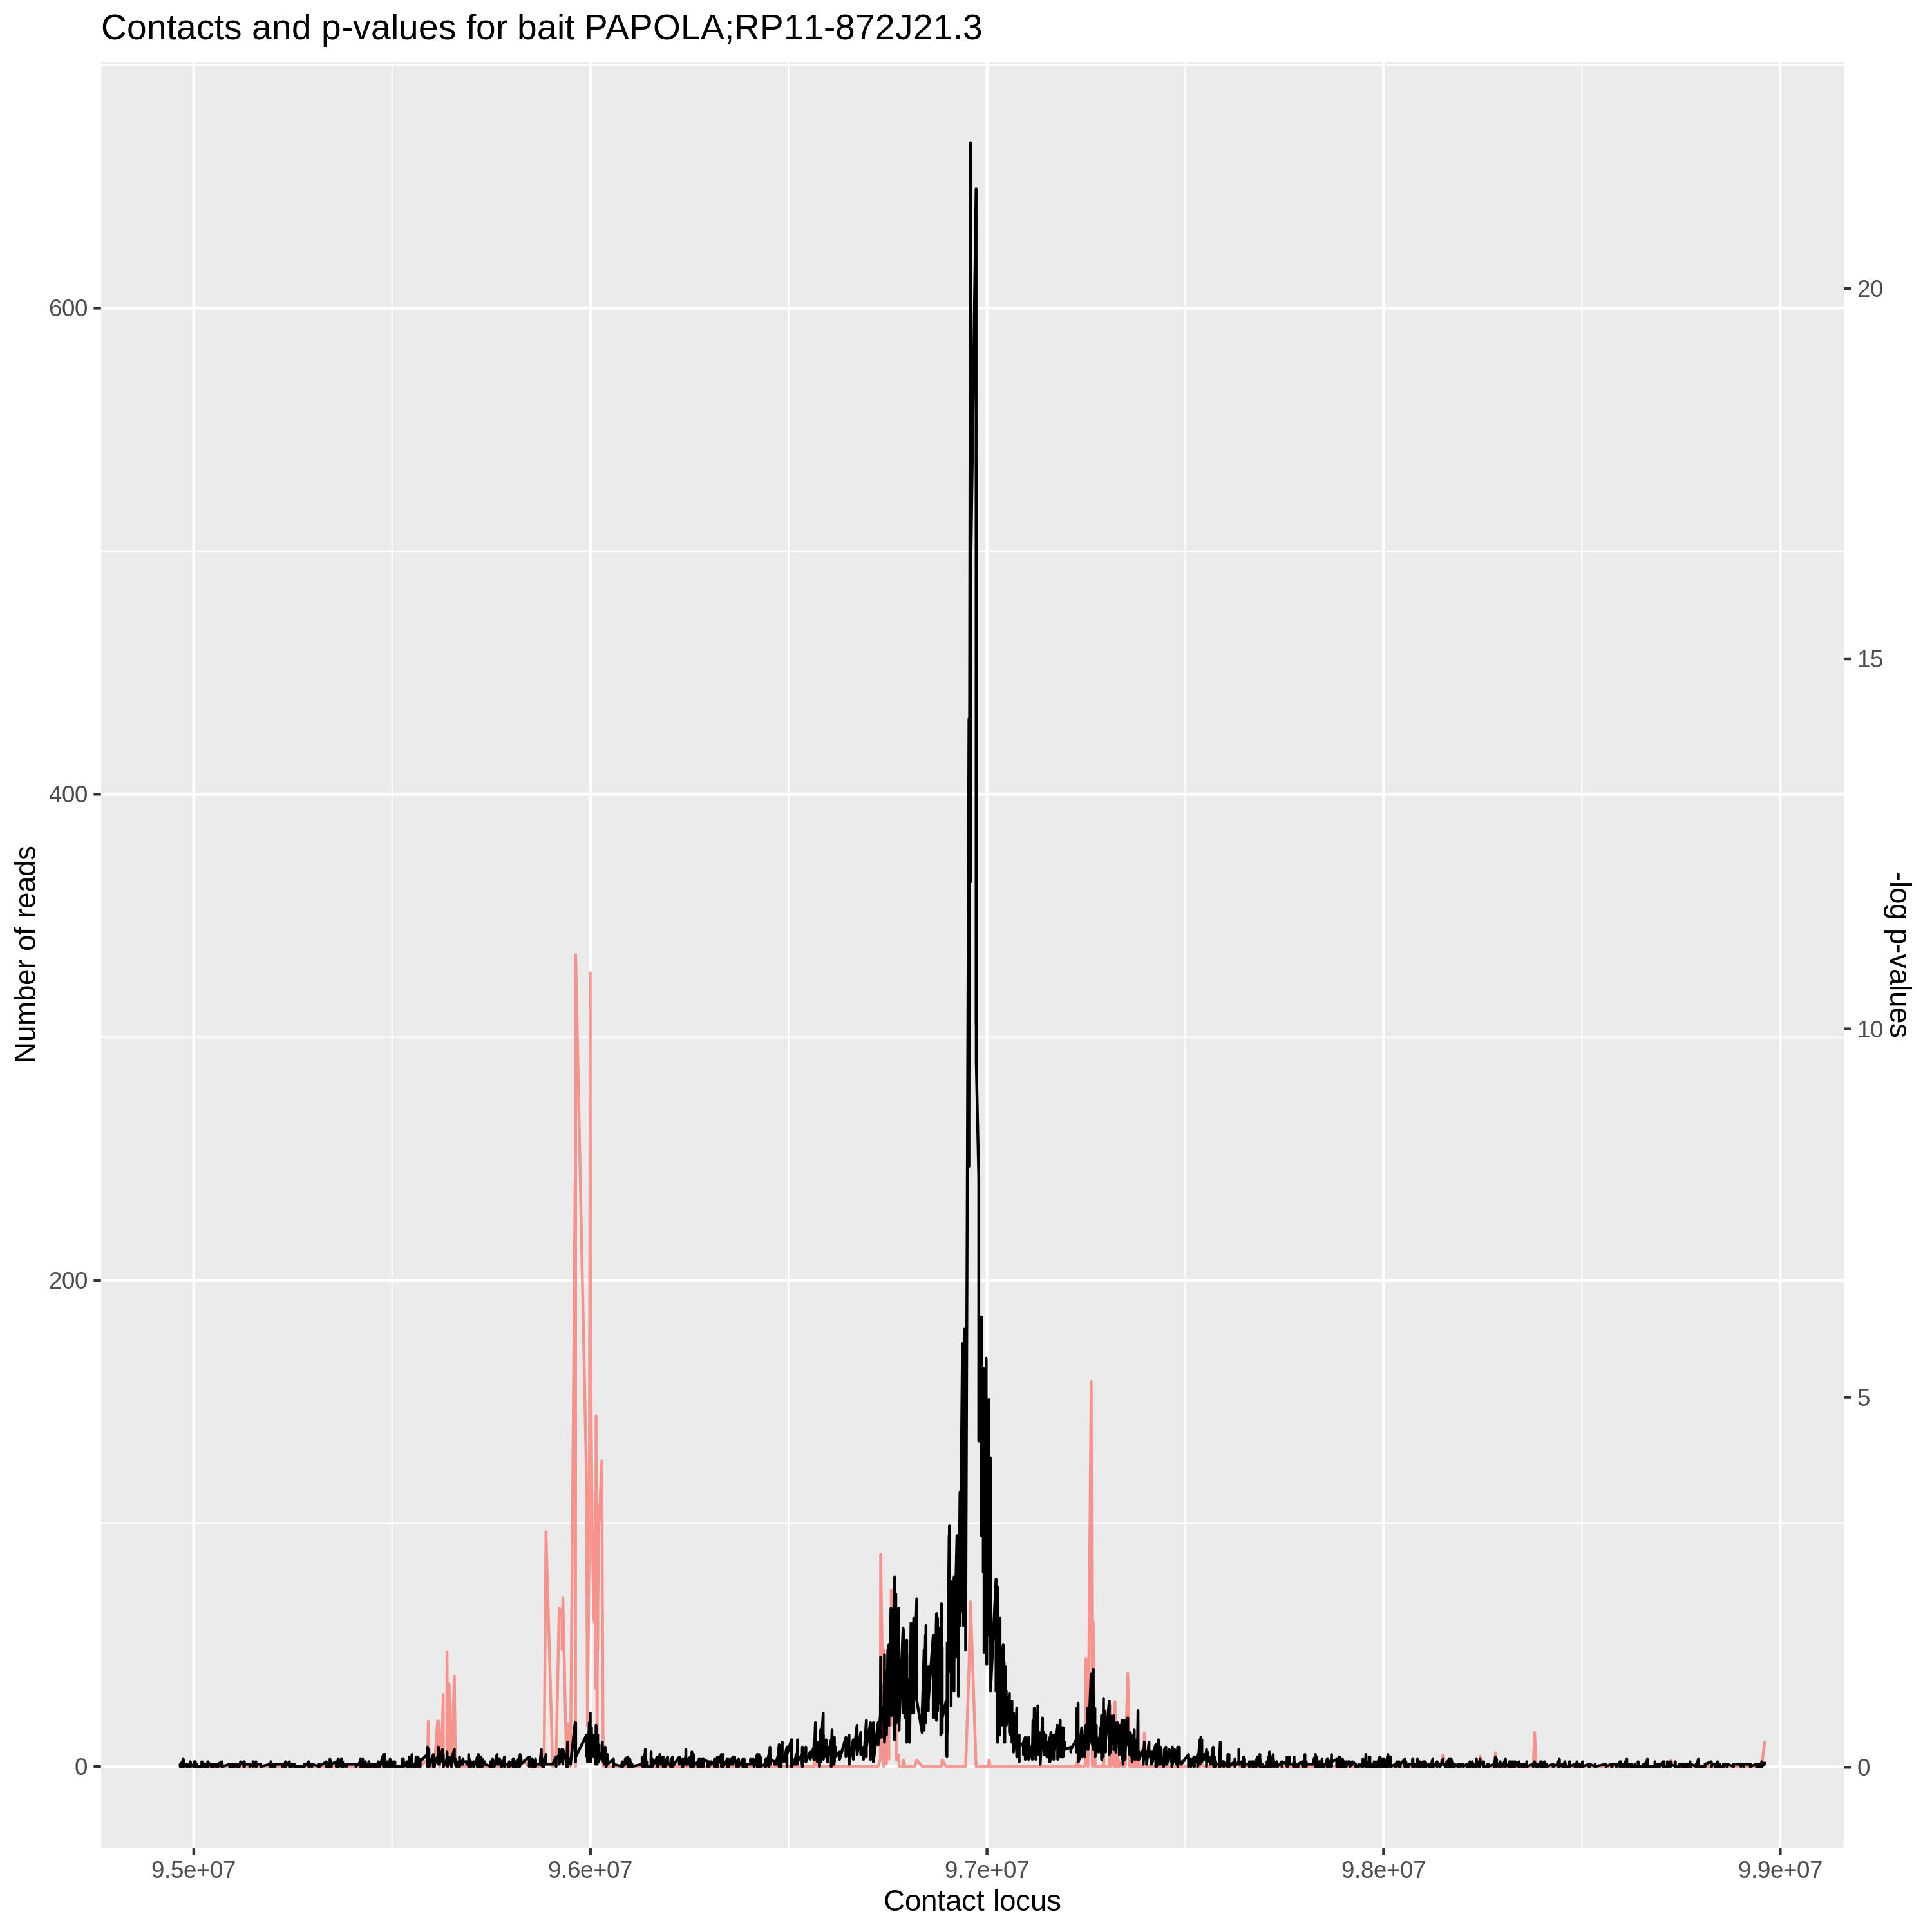 Contacts and p-values for bait PAPOLA;RP11-872J21.3
600
400
200
0
Number of reads
20
15
10
5
0
-log p-values
9.5e+07
9.6e+07
9.7e+07
9.8e+07
9.9e+07
Contact locus